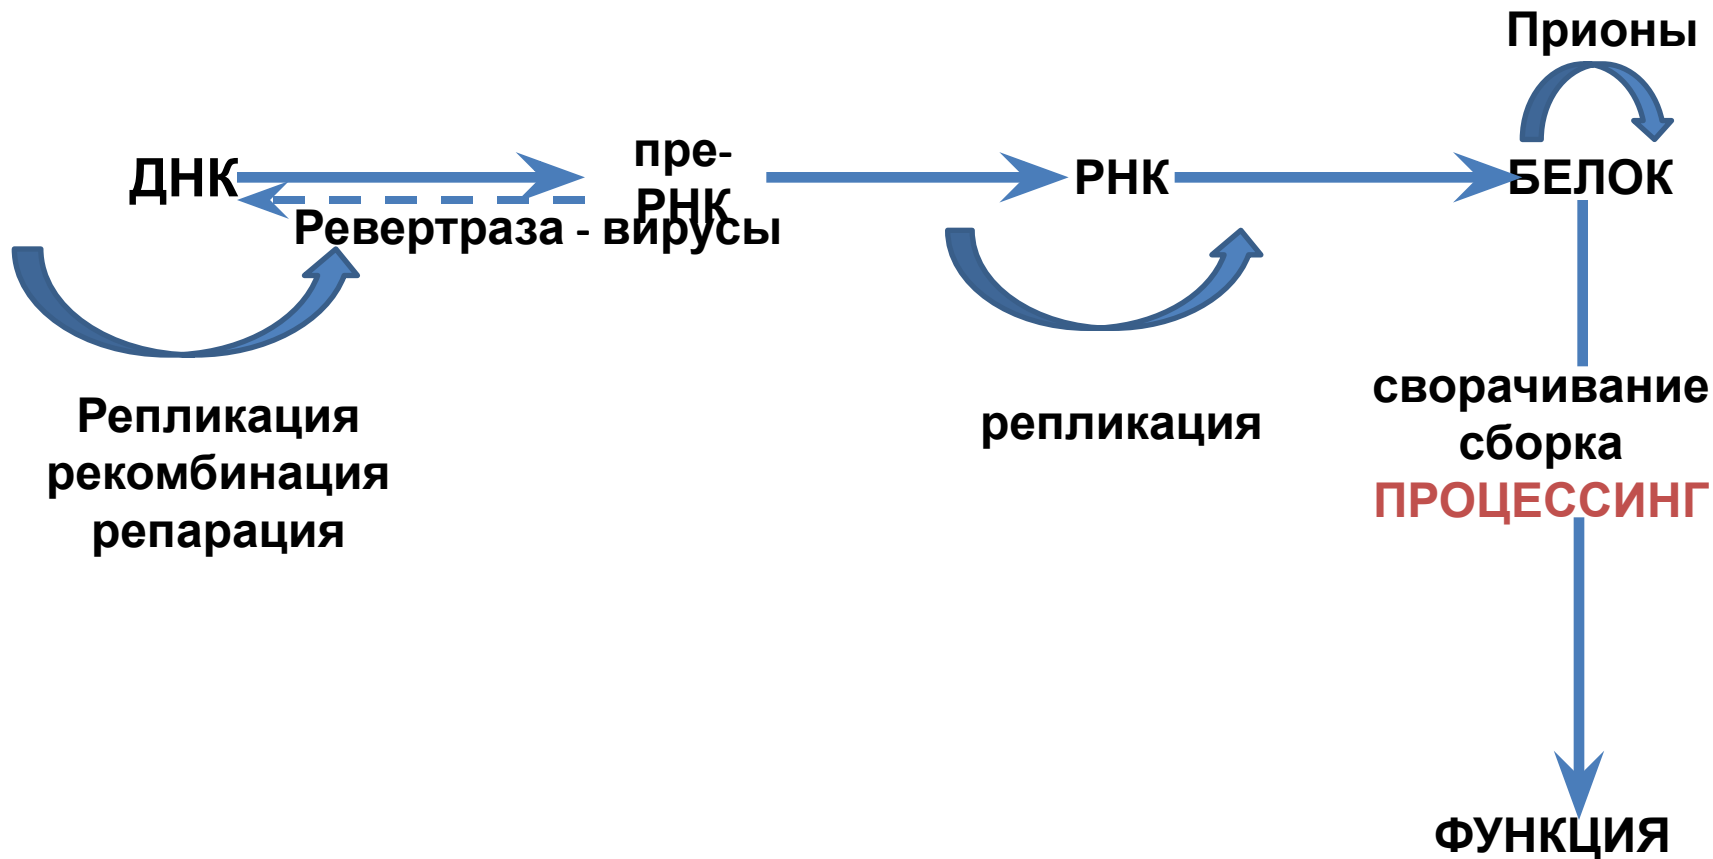 Прионы
ДНК
пре-
РНК
РНК
БЕЛОК
Ревертраза - вирусы
Репликация
рекомбинация
репарация
репликация
сворачивание
сборка
ПРОЦЕССИНГ
ФУНКЦИЯ